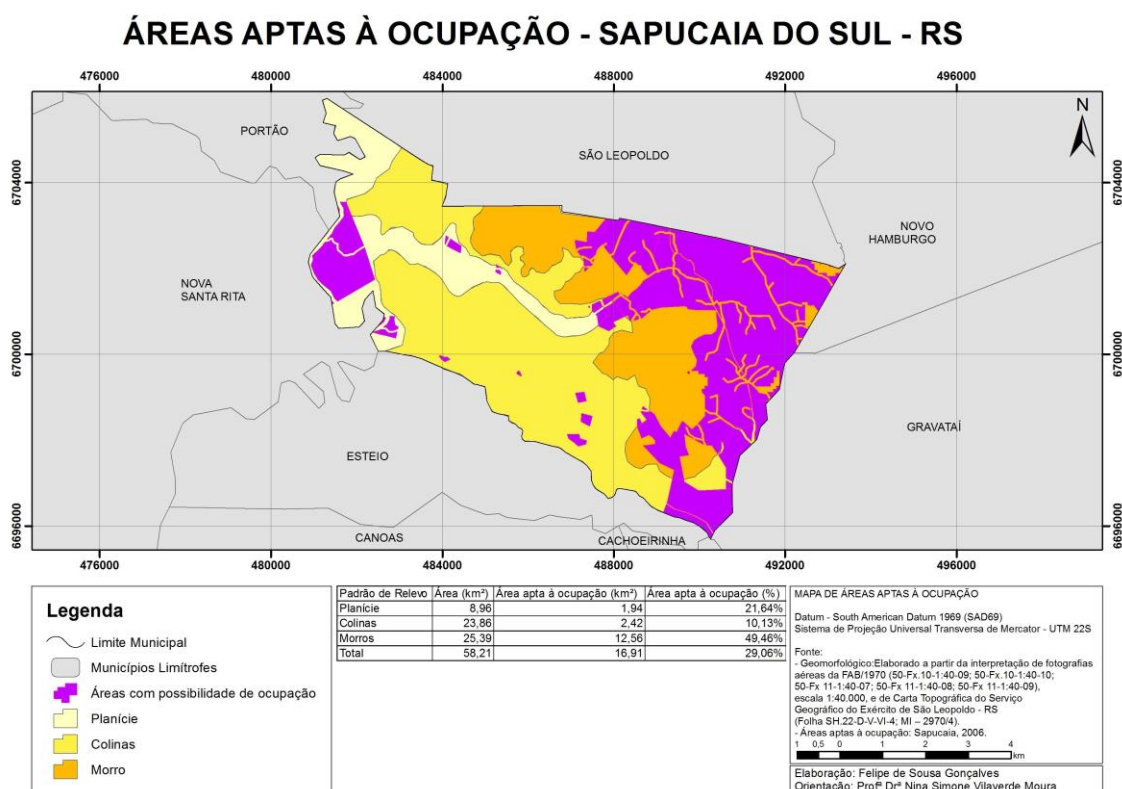 ÁREAS APTAS À OCUPAÇÃO - SAPUCAIA DO SUL - RS
476000 480000 484000 488000 492000 496000
N
PORTÃO
SÃO LEOPOLDO
6704000 6704000
NOVO
HAMBURGO
NOVA
SANTA RITA
6700000 6700000
GRAVATAÍ
ESTEIO
6696000 6696000
CANOAS
CACHOEIRINHA
476000 480000 484000 488000 492000 496000
Legenda
Limite Municipal
Municípios Limítrofes
Áreas com possibilidade de ocupação
Planície
Colinas
Morro
Padrão de Relevo Área (km²) Área apta à ocupação (km²) Área apta à ocupação (%)
Planície 8,96 1,94 21,64%
Colinas 23,86 2,42 10,13%
Morros 25,39 12,56 49,46%
Total 58,21 16,91 29,06%
MAPA DE ÁREAS APTAS À OCUPAÇÃO
Datum - South American Datum 1969 (SAD69)
Sistema de Projeção Universal Transversa de Mercator - UTM 22S
Fonte:
- Geomorfológico:Elaborado a partir da interpretação de fotografias
aéreas da FAB/1970 (50-Fx.10-1:40-09; 50-Fx.10-1:40-10;
50-Fx 11-1:40-07; 50-Fx 11-1:40-08; 50-Fx 11-1:40-09),
escala 1:40.000, e de Carta Topográfica do Serviço
Geográfico do Exército de São Leopoldo - RS
(Folha SH.22-D-V-VI-4; MI – 2970/4).
- Áreas aptas à ocupação: Sapucaia, 2006.
1 0,5 0 1 2 3 4
km
Elaboração: Felipe de Sousa Gonçalves
Orientação: Profª Drª Nina Simone Vilaverde Moura